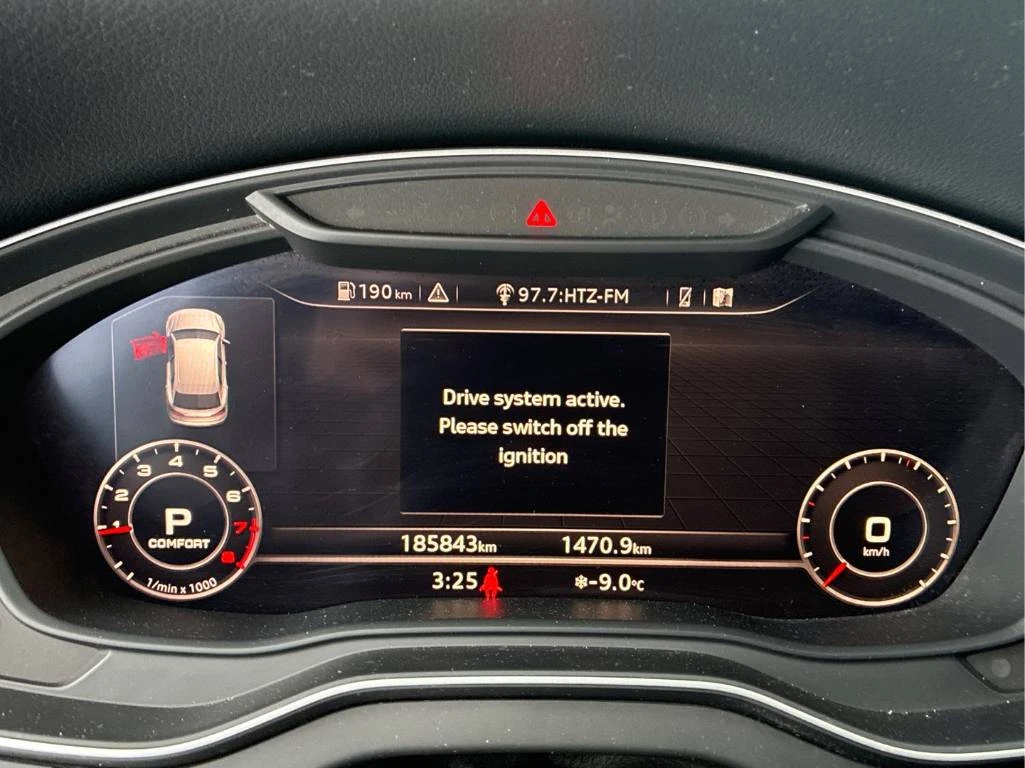 190 km
97.7:HTZ-FM
Drive system active.
Please switch off the
ignition
1 2 3 4 5 6 7 8
P
COMFORT
1/min x 1000
0
km/h
185843km 1470.9km
3:25 -9.0°C